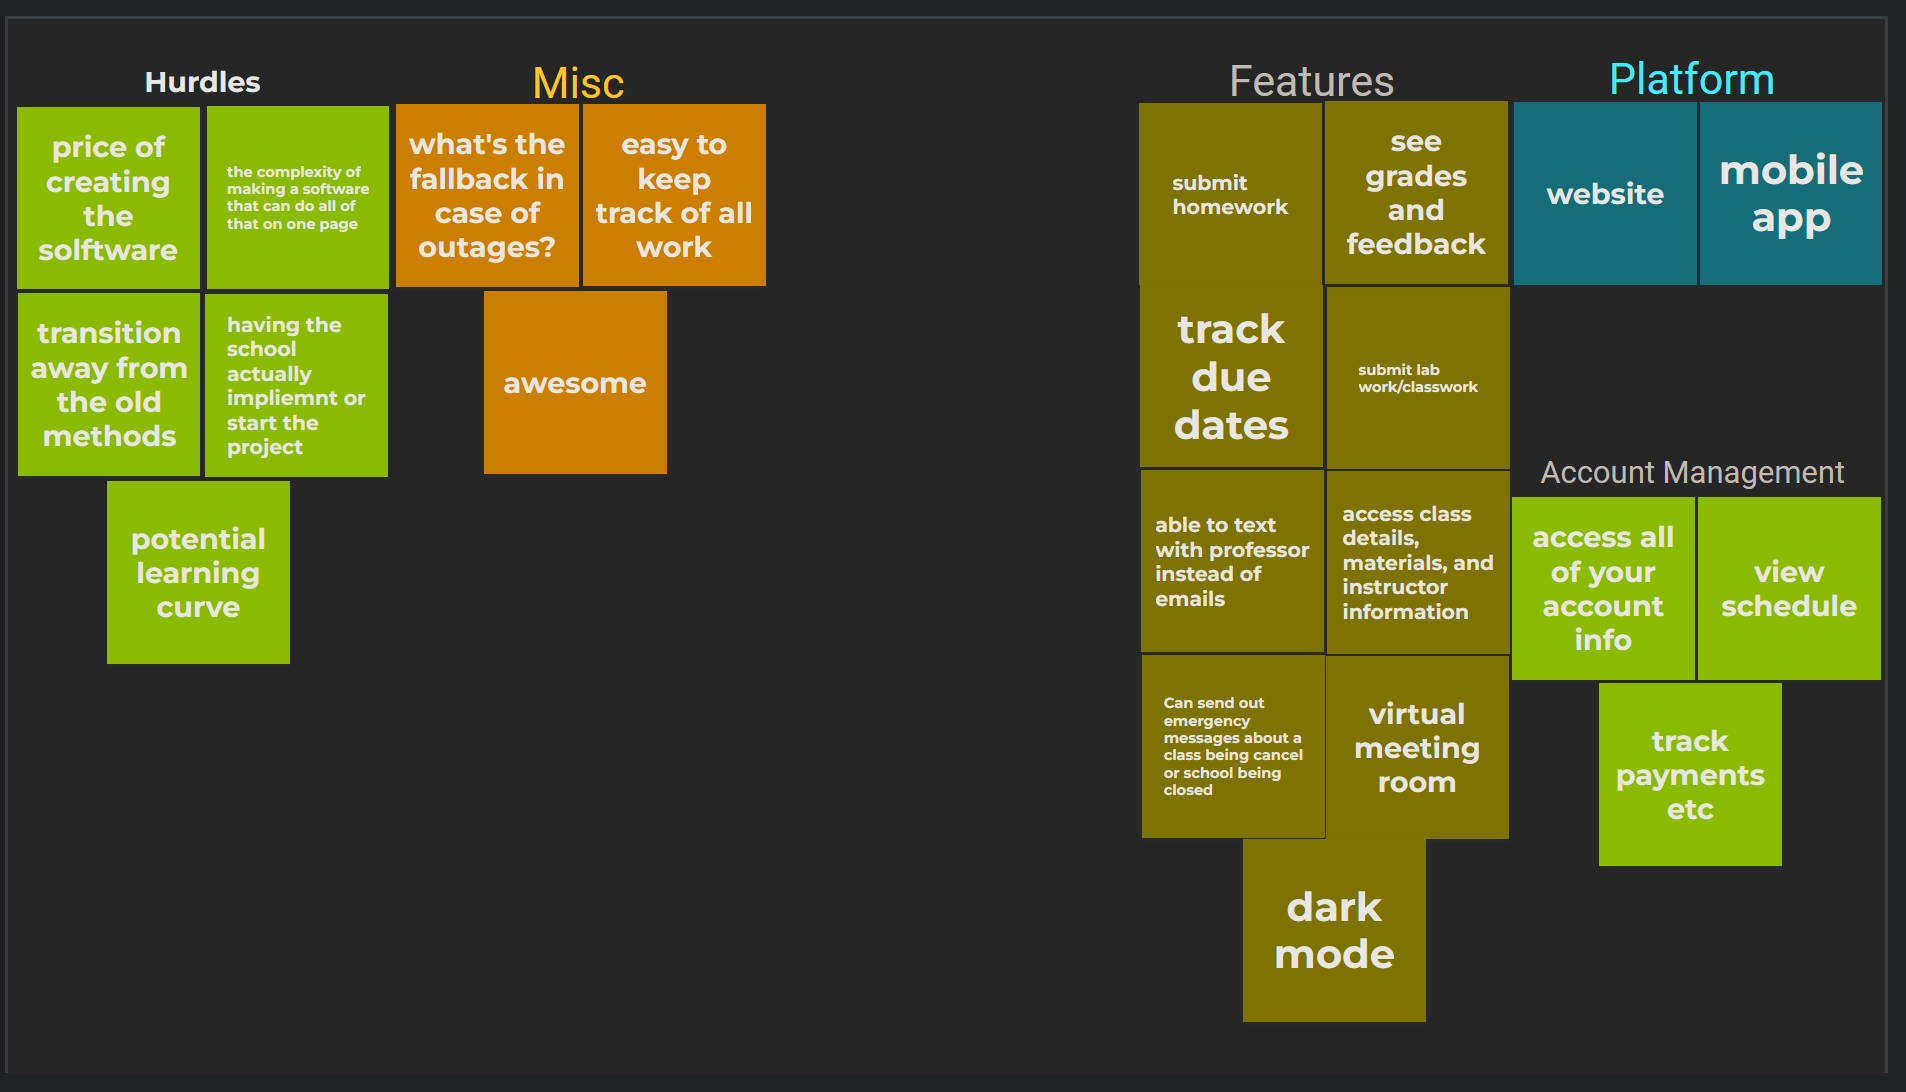 Hurdles
price of
creating
the
solftware
the complexity of
making a software
that can do all of
that on one page
transition
away from
the old
methods
having the
school
actually
impliemnt or
start the
project
potential
learning
curve
Misc
what's the
fallback in
case of
outages?
easy to
keep
track of all
work
awesome
Features
submit
homework
see
grades
and
feedback
track
due
dates
submit lab
work/classwork
able to text
with professor
instead of
emails
access class
details,
materials, and
instructor
information
Can send out
emergency
messages about a
class being cancel
or school being
closed
virtual
meeting
room
dark
mode
Platform
website
mobile
app
Account Management
access all
of your
account
info
view
schedule
track
payments
etc